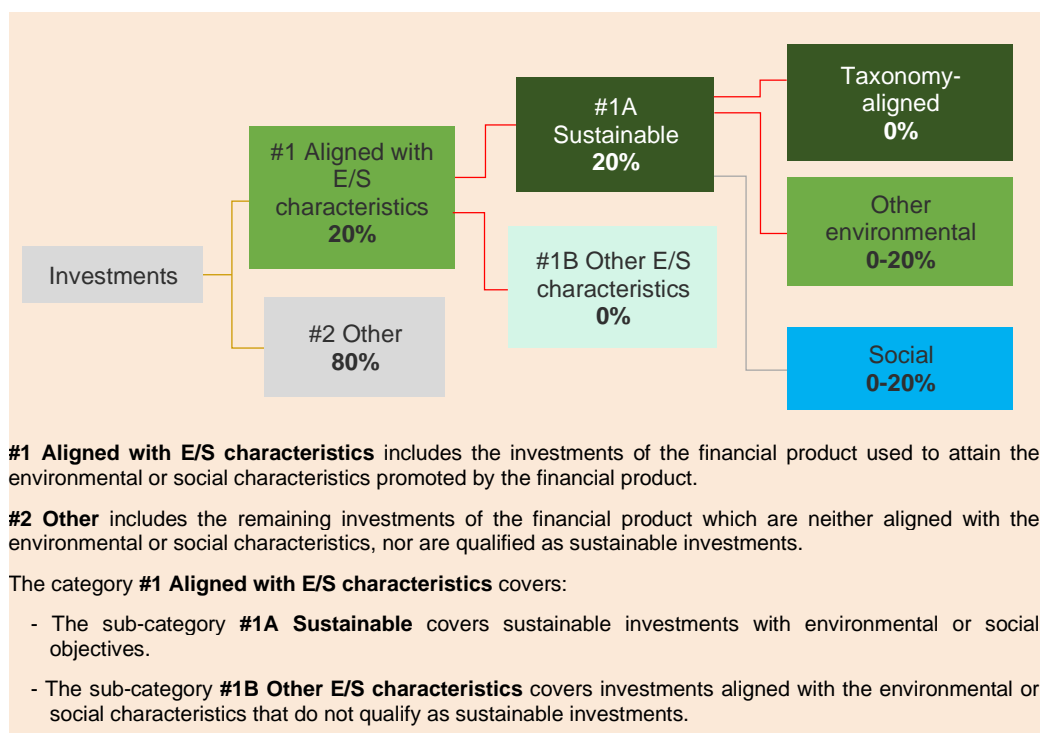 Investments
#1 Aligned with
E/S
characteristics
20%
#2 Other
80%
#1A
Sustainable
20%
#1B Other E/S
characteristics
0%
Taxonomy-
aligned
0%
Other
environmental
0-20%
Social
0-20%
#1 Aligned with E/S characteristics includes the investments of the financial product used to attain the
environmental or social characteristics promoted by the financial product.
#2 Other includes the remaining investments of the financial product which are neither aligned with the
environmental or social characteristics, nor are qualified as sustainable investments.
The category #1 Aligned with E/S characteristics covers:
- The sub-category #1A Sustainable covers sustainable investments with environmental or social
objectives.
- The sub-category #1B Other E/S characteristics covers investments aligned with the environmental or
social characteristics that do not qualify as sustainable investments.